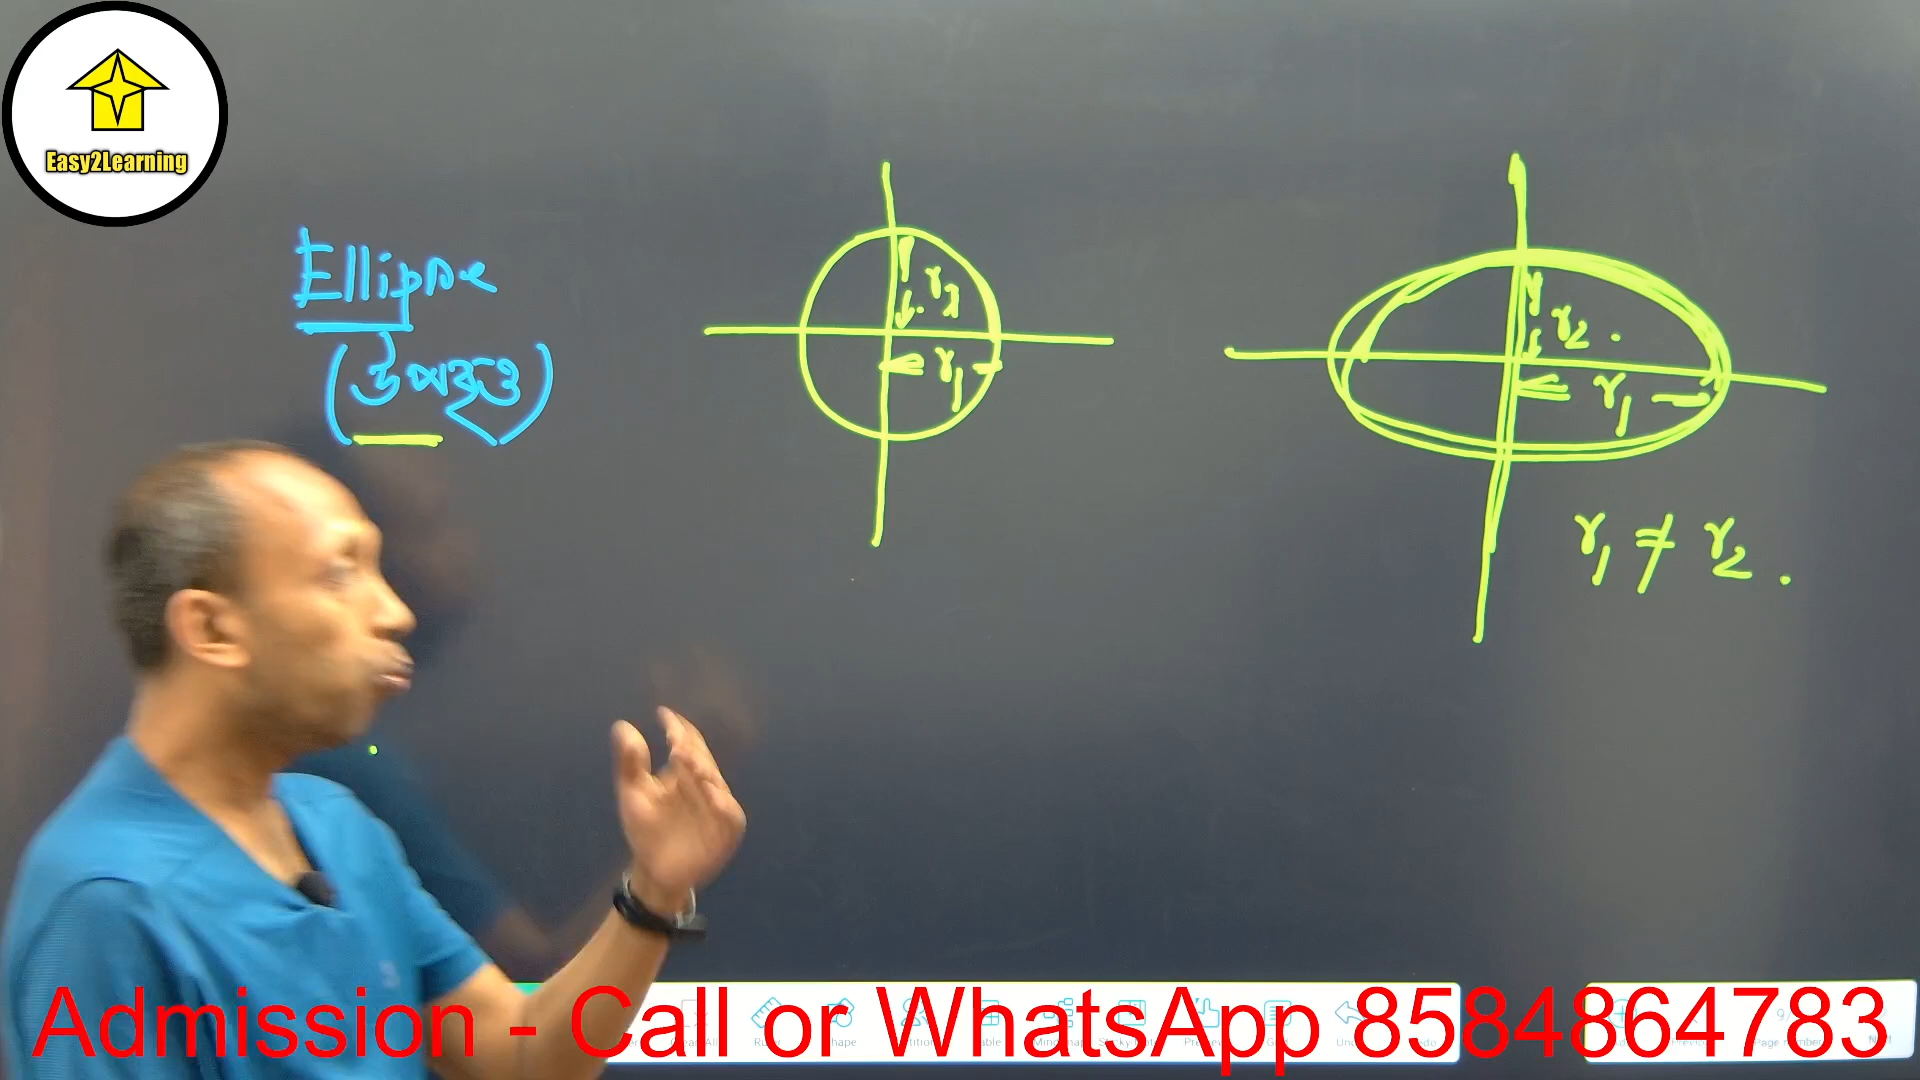 Easy2Learning
Ellipse
(উপবৃত্ত)
r2
r1
r2.
r1
r1 ≠ r2.
Admission - Call or WhatsApp 8584864783